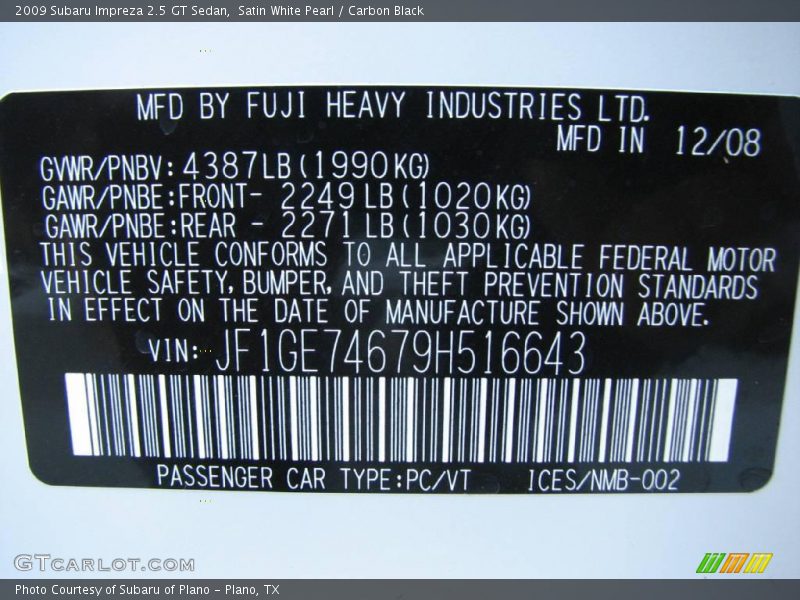 2009 Subaru Impreza 2.5 GT Sedan,  Satin White Pearl / Carbon Black
MFD BY FUJI HEAVY INDUSTRIES LTD.
MFD IN 12/08
GVWR/PNBV: 4387LB (1990KG)
GAWR/PNBE:FRONT- 2249 LB (1020KG)
GAWR/PNBE:REAR - 2271 LB (1030KG)
THIS VEHICLE CONFORMS TO ALL APPLICABLE FEDERAL MOTOR
VEHICLE SAFETY, BUMPER, AND THEFT PREVENTION STANDARDS
IN EFFECT ON THE DATE OF MANUFACTURE SHOWN ABOVE.
VIN: JF1GE74679H516643
PASSENGER CAR TYPE:PC/VT ICES/NMB-002
GTCARLOT.COM
Photo Courtesy of Subaru of Plano - Plano, TX